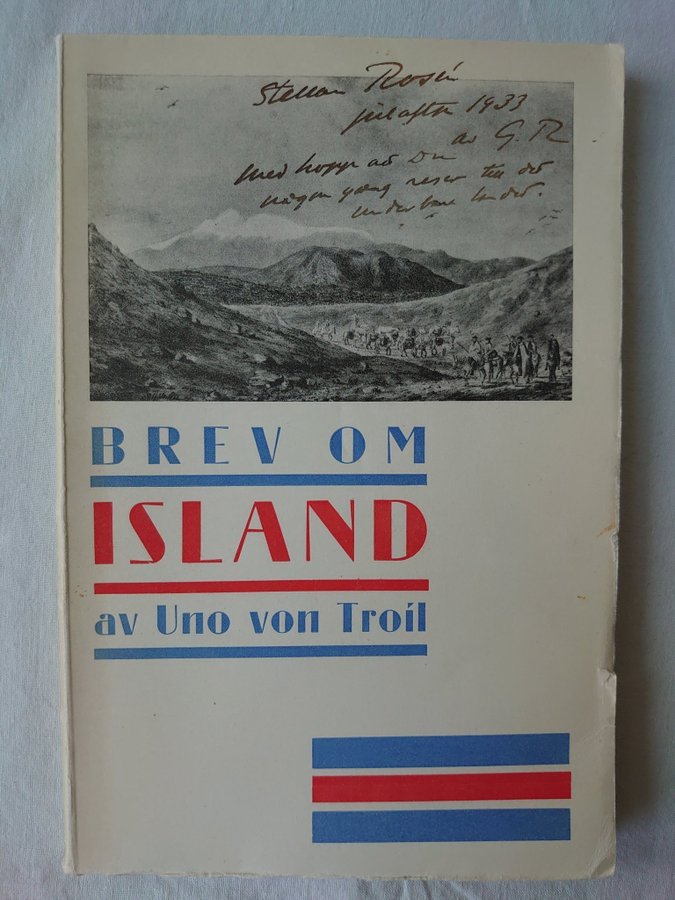 Stellan Rosén
julafton 1933
av G. R
Med hopp att Du
någon gång reser till det
underbara landet.
BREV OM
ISLAND
av Uno von Troil